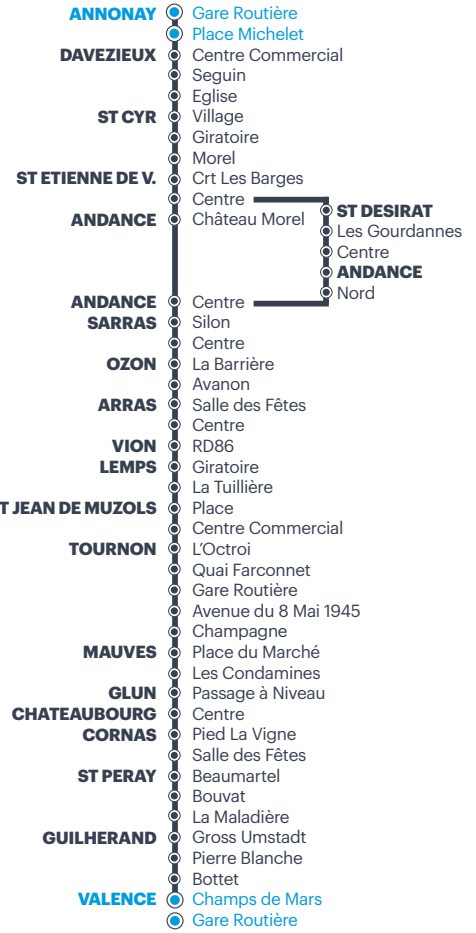 ANNONAY Gare Routière
Place Michelet
DAVEZIEUX Centre Commercial
Seguin
Eglise
ST CYR Village
Giratoire
Morel
ST ETIENNE DE V. Crt Les Barges
Centre
ANDANCE Château Morel
ST DESIRAT
Les Gourdannes
Centre
ANDANCE
Nord
ANDANCE Centre
SARRAS Silon
Centre
OZON La Barrière
Avanon
ARRAS Salle des Fêtes
Centre
VION RD86
LEMPS Giratoire
La Tuillière
T JEAN DE MUZOLS Place
Centre Commercial
TOURNON L'Octroi
Quai Farconnet
Gare Routière
Avenue du 8 Mai 1945
Champagne
MAUVES Place du Marché
Les Condamines
GLUN Passage à Niveau
CHATEAUBOURG Centre
CORNAS Pied La Vigne
Salle des Fêtes
ST PERAY Beaumartel
Bouvat
La Maladière
GUILHERAND Gross Umstadt
Pierre Blanche
Bottet
VALENCE Champs de Mars
Gare Routière